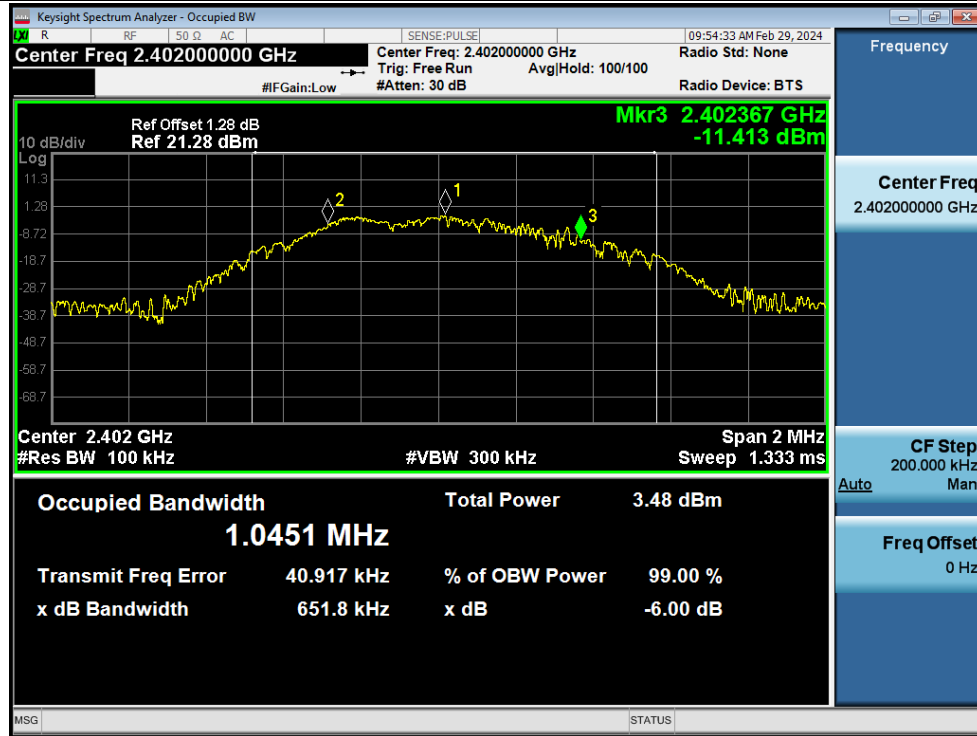 Keysight Spectrum Analyzer - Occupied BW
LXI R RF 50 Ω AC SENSE:PULSE 09:54:33 AM Feb 29, 2024
Center Freq 2.402000000 GHz
Center Freq: 2.402000000 GHz Radio Std: None
Trig: Free Run Avg|Hold: 100/100
#IFGain:Low #Atten: 30 dB Radio Device: BTS
Frequency
Mkr3 2.402367 GHz
-11.413 dBm
Ref Offset 1.28 dB
10 dB/div Ref 21.28 dBm
Log
11.3
1.28
-8.72
-18.7
-28.7
-38.7
-48.7
-58.7
-68.7
2
1
3
Center 2.402 GHz Span 2 MHz
#Res BW 100 kHz #VBW 300 kHz Sweep 1.333 ms
Center Freq
2.402000000 GHz
CF Step
200.000 kHz
Auto Man
Freq Offset
0 Hz
Occupied Bandwidth Total Power 3.48 dBm
1.0451 MHz
Transmit Freq Error 40.917 kHz % of OBW Power 99.00 %
x dB Bandwidth 651.8 kHz x dB -6.00 dB
MSG STATUS